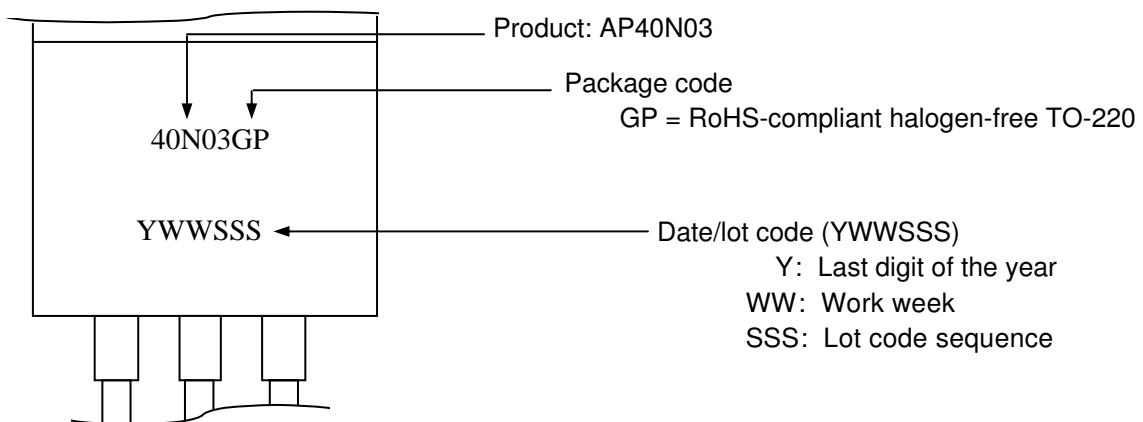 Product: AP40N03
Package code
GP = RoHS-compliant halogen-free TO-220
40N03GP
YWWSSS
Date/lot code (YWWSSS)
Y: Last digit of the year
WW: Work week
SSS: Lot code sequence